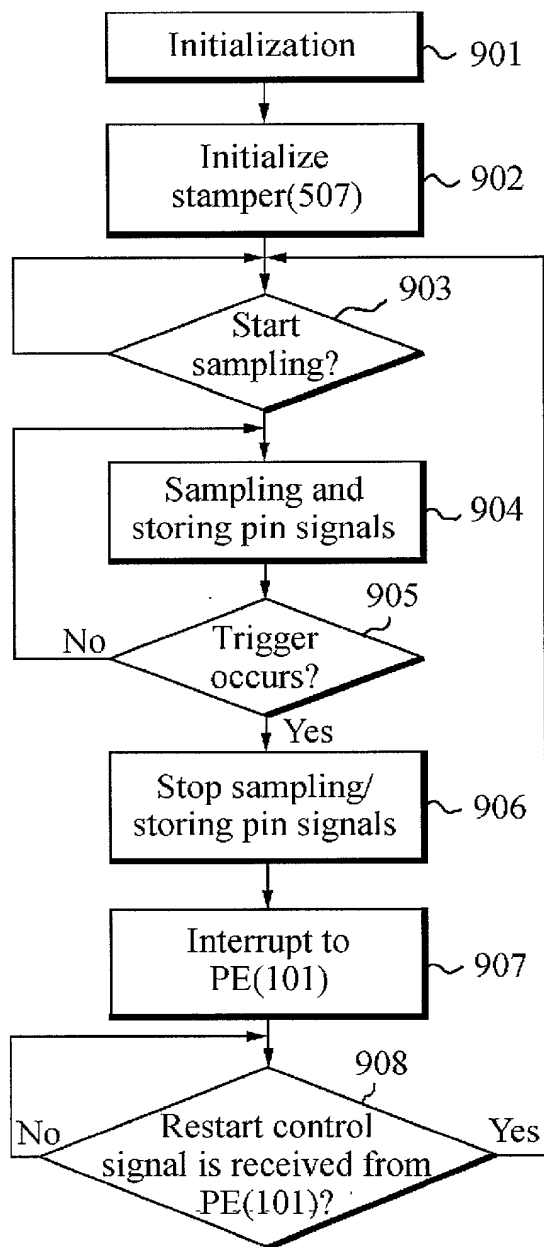 Initialization
901
Initialize
stamper(507)
902
903
Start
sampling?
Sampling and
storing pin signals
904
905
No
Trigger
occurs?
Yes
Stop sampling/
storing pin signals
906
Interrupt to
PE(101)
907
908
No
Restart control
signal is received from
PE(101)?
Yes